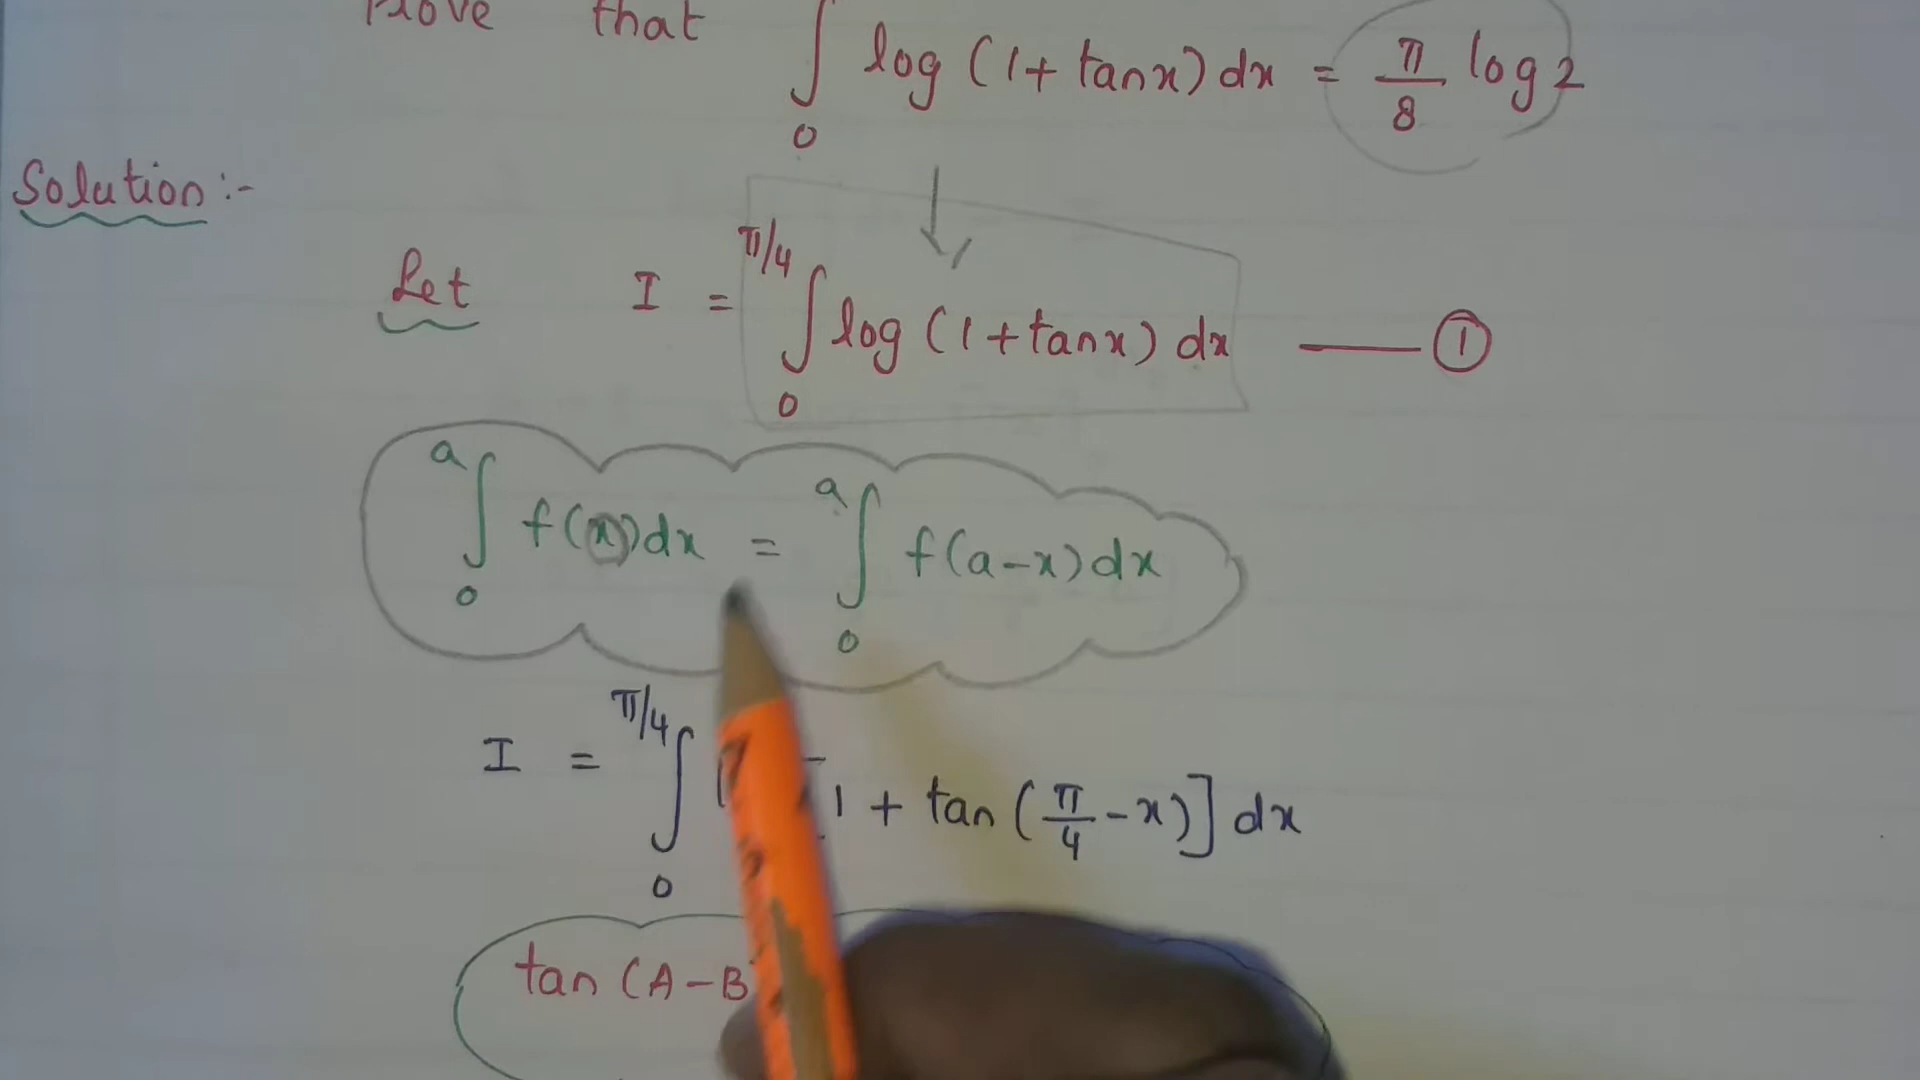 Prove that ∫₀ log (1 + tanx) dx = π/8 log 2
Solution :-
Let I = ∫₀^(π/4) log (1 + tanx) dx —— ①
∫₀^a f(x) dx = ∫₀^a f(a-x) dx
I = ∫₀^(π/4) [1 + tan (π/4 - x)] dx
tan (A-B